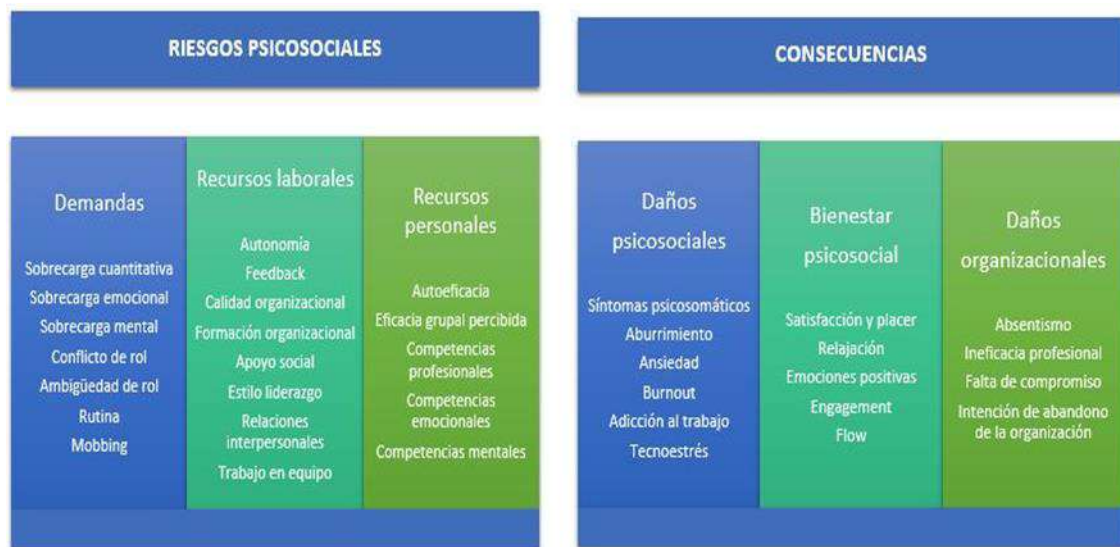 RIESGOS PSICOSOCIALES
Demandas
Sobrecarga cuantitativa
Sobrecarga emocional
Sobrecarga mental
Conflicto de rol
Ambigüedad de rol
Rutina
Mobbing
Recursos laborales
Autonomía
Feedback
Calidad organizacional
Formación organizacional
Apoyo social
Estilo liderazgo
Relaciones
interpersonales
Trabajo en equipo
Recursos
personales
Autoeficacia
Eficacia grupal percibida
Competencias
profesionales
Competencias
emocionales
Competencias mentales
CONSECUENCIAS
Daños
psicosociales
Síntomas psicosomáticos
Aburrimiento
Ansiedad
Burnout
Adicción al trabajo
Tecnoestrés
Bienestar
psicosocial
Satisfacción y placer
Relajación
Emociones positivas
Engagement
Flow
Daños
organizacionales
Absentismo
Ineficacia profesional
Falta de compromiso
Intención de abandono
de la organización